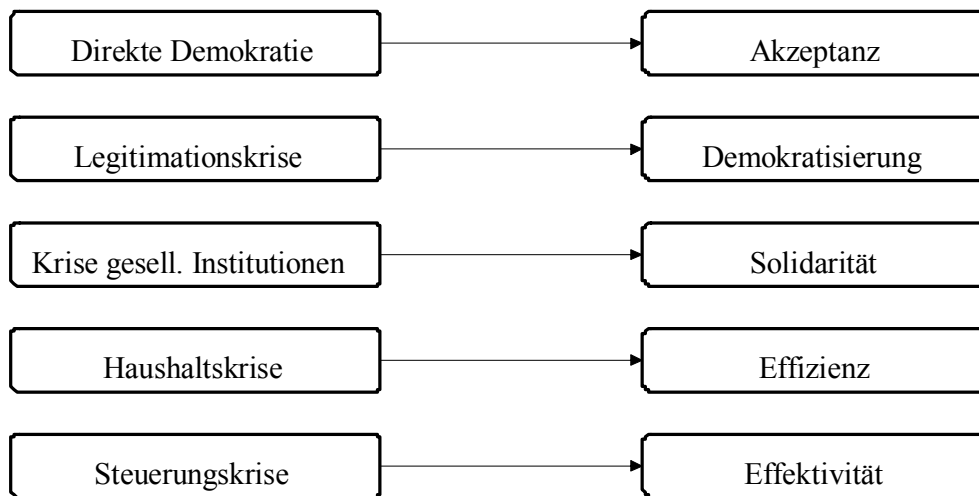 Direkte Demokratie
Akzeptanz
Legitimationskrise
Demokratisierung
Krise gesell. Institutionen
Solidarität
Haushaltskrise
Effizienz
Steuerungskrise
Effektivität